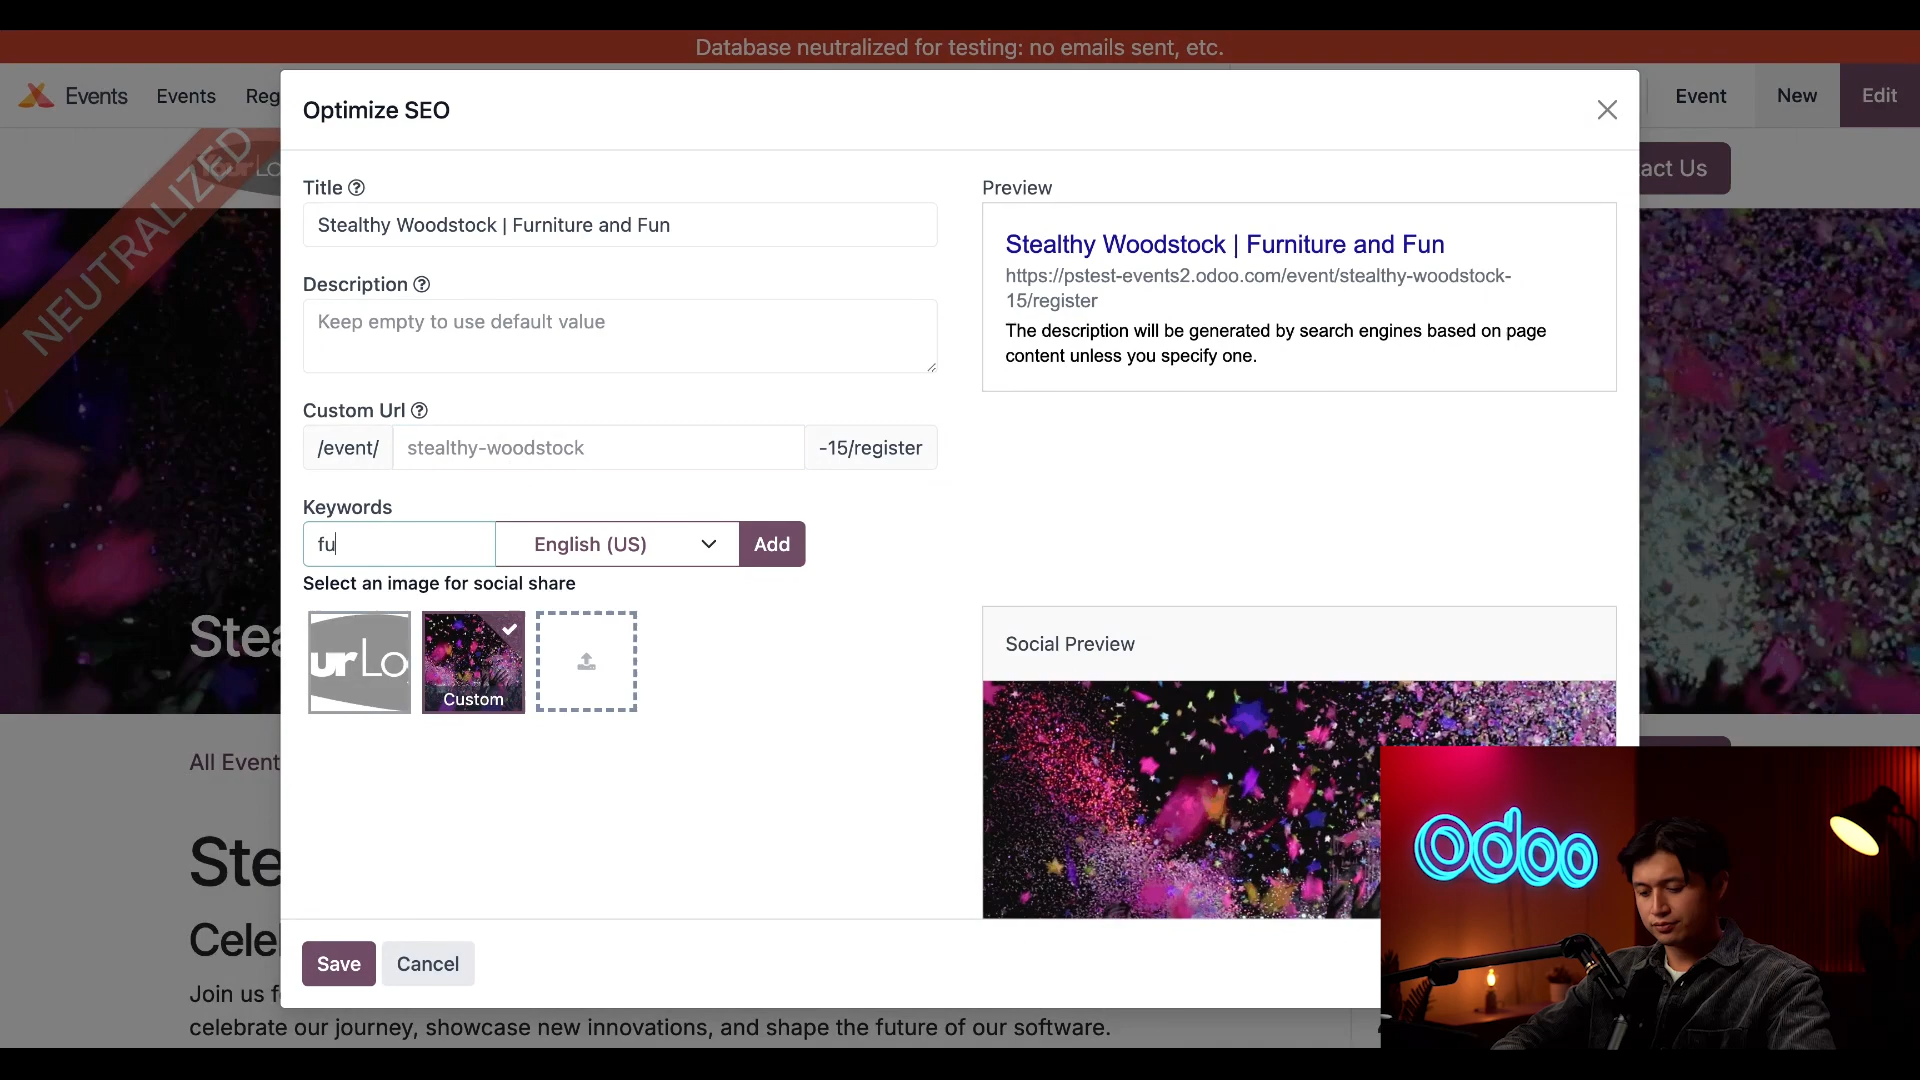 Database neutralized for testing: no emails sent, etc.
Events
Events
Reg
Event
New
Edit
NEUTRALIZED
Optimize SEO
act Us
Title
Stealthy Woodstock | Furniture and Fun
Description
Keep empty to use default value
Custom Url
/event/
stealthy-woodstock
-15/register
Keywords
fu
English (US)
Add
Select an image for social share
urLo
Custom
Preview
Stealthy Woodstock | Furniture and Fun
https://pstest-events2.odoo.com/event/stealthy-woodstock-
15/register
The description will be generated by search engines based on page
content unless you specify one.
Social Preview
Stea
All Event
Ste
Cele
Save
Cancel
Join us f
celebrate our journey, showcase new innovations, and shape the future of our software.
odoo